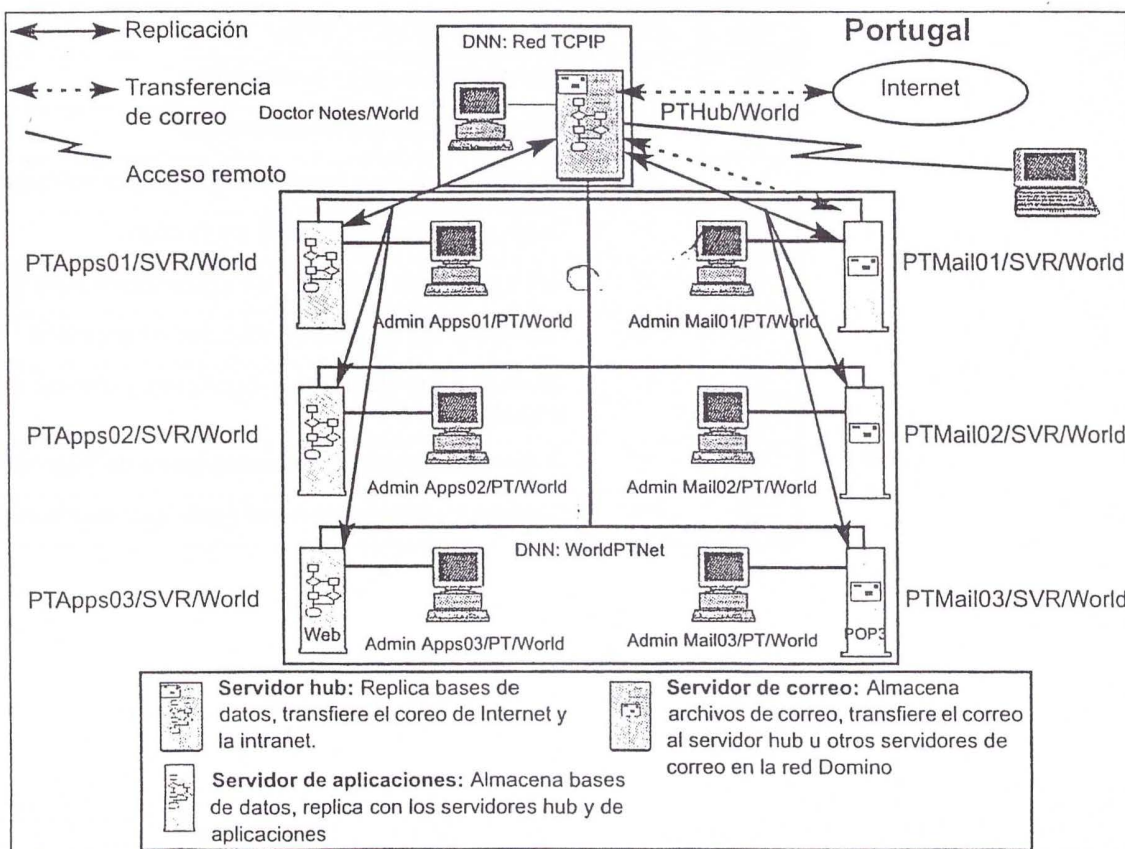 Replicación
Transferencia
de correo
Acceso remoto
DNN: Red TCPIP
Doctor Notes/World
Portugal
Internet
PTHub/World
PTApps01/SVR/World
Admin Apps01/PT/World
Admin Mail01/PT/World
PTMail01/SVR/World
PTApps02/SVR/World
Admin Apps02/PT/World
Admin Mail02/PT/World
PTMail02/SVR/World
DNN: WorldPTNet
PTApps03/SVR/World
Web
Admin Apps03/PT/World
Admin Mail03/PT/World
POP3
PTMail03/SVR/World
Servidor hub: Replica bases de
datos, transfiere el coreo de Internet y
la intranet.
Servidor de aplicaciones: Almacena bases
de datos, replica con los servidores hub y de
aplicaciones
Servidor de correo: Almacena
archivos de correo, transfiere el correo
al servidor hub u otros servidores de
correo en la red Domino